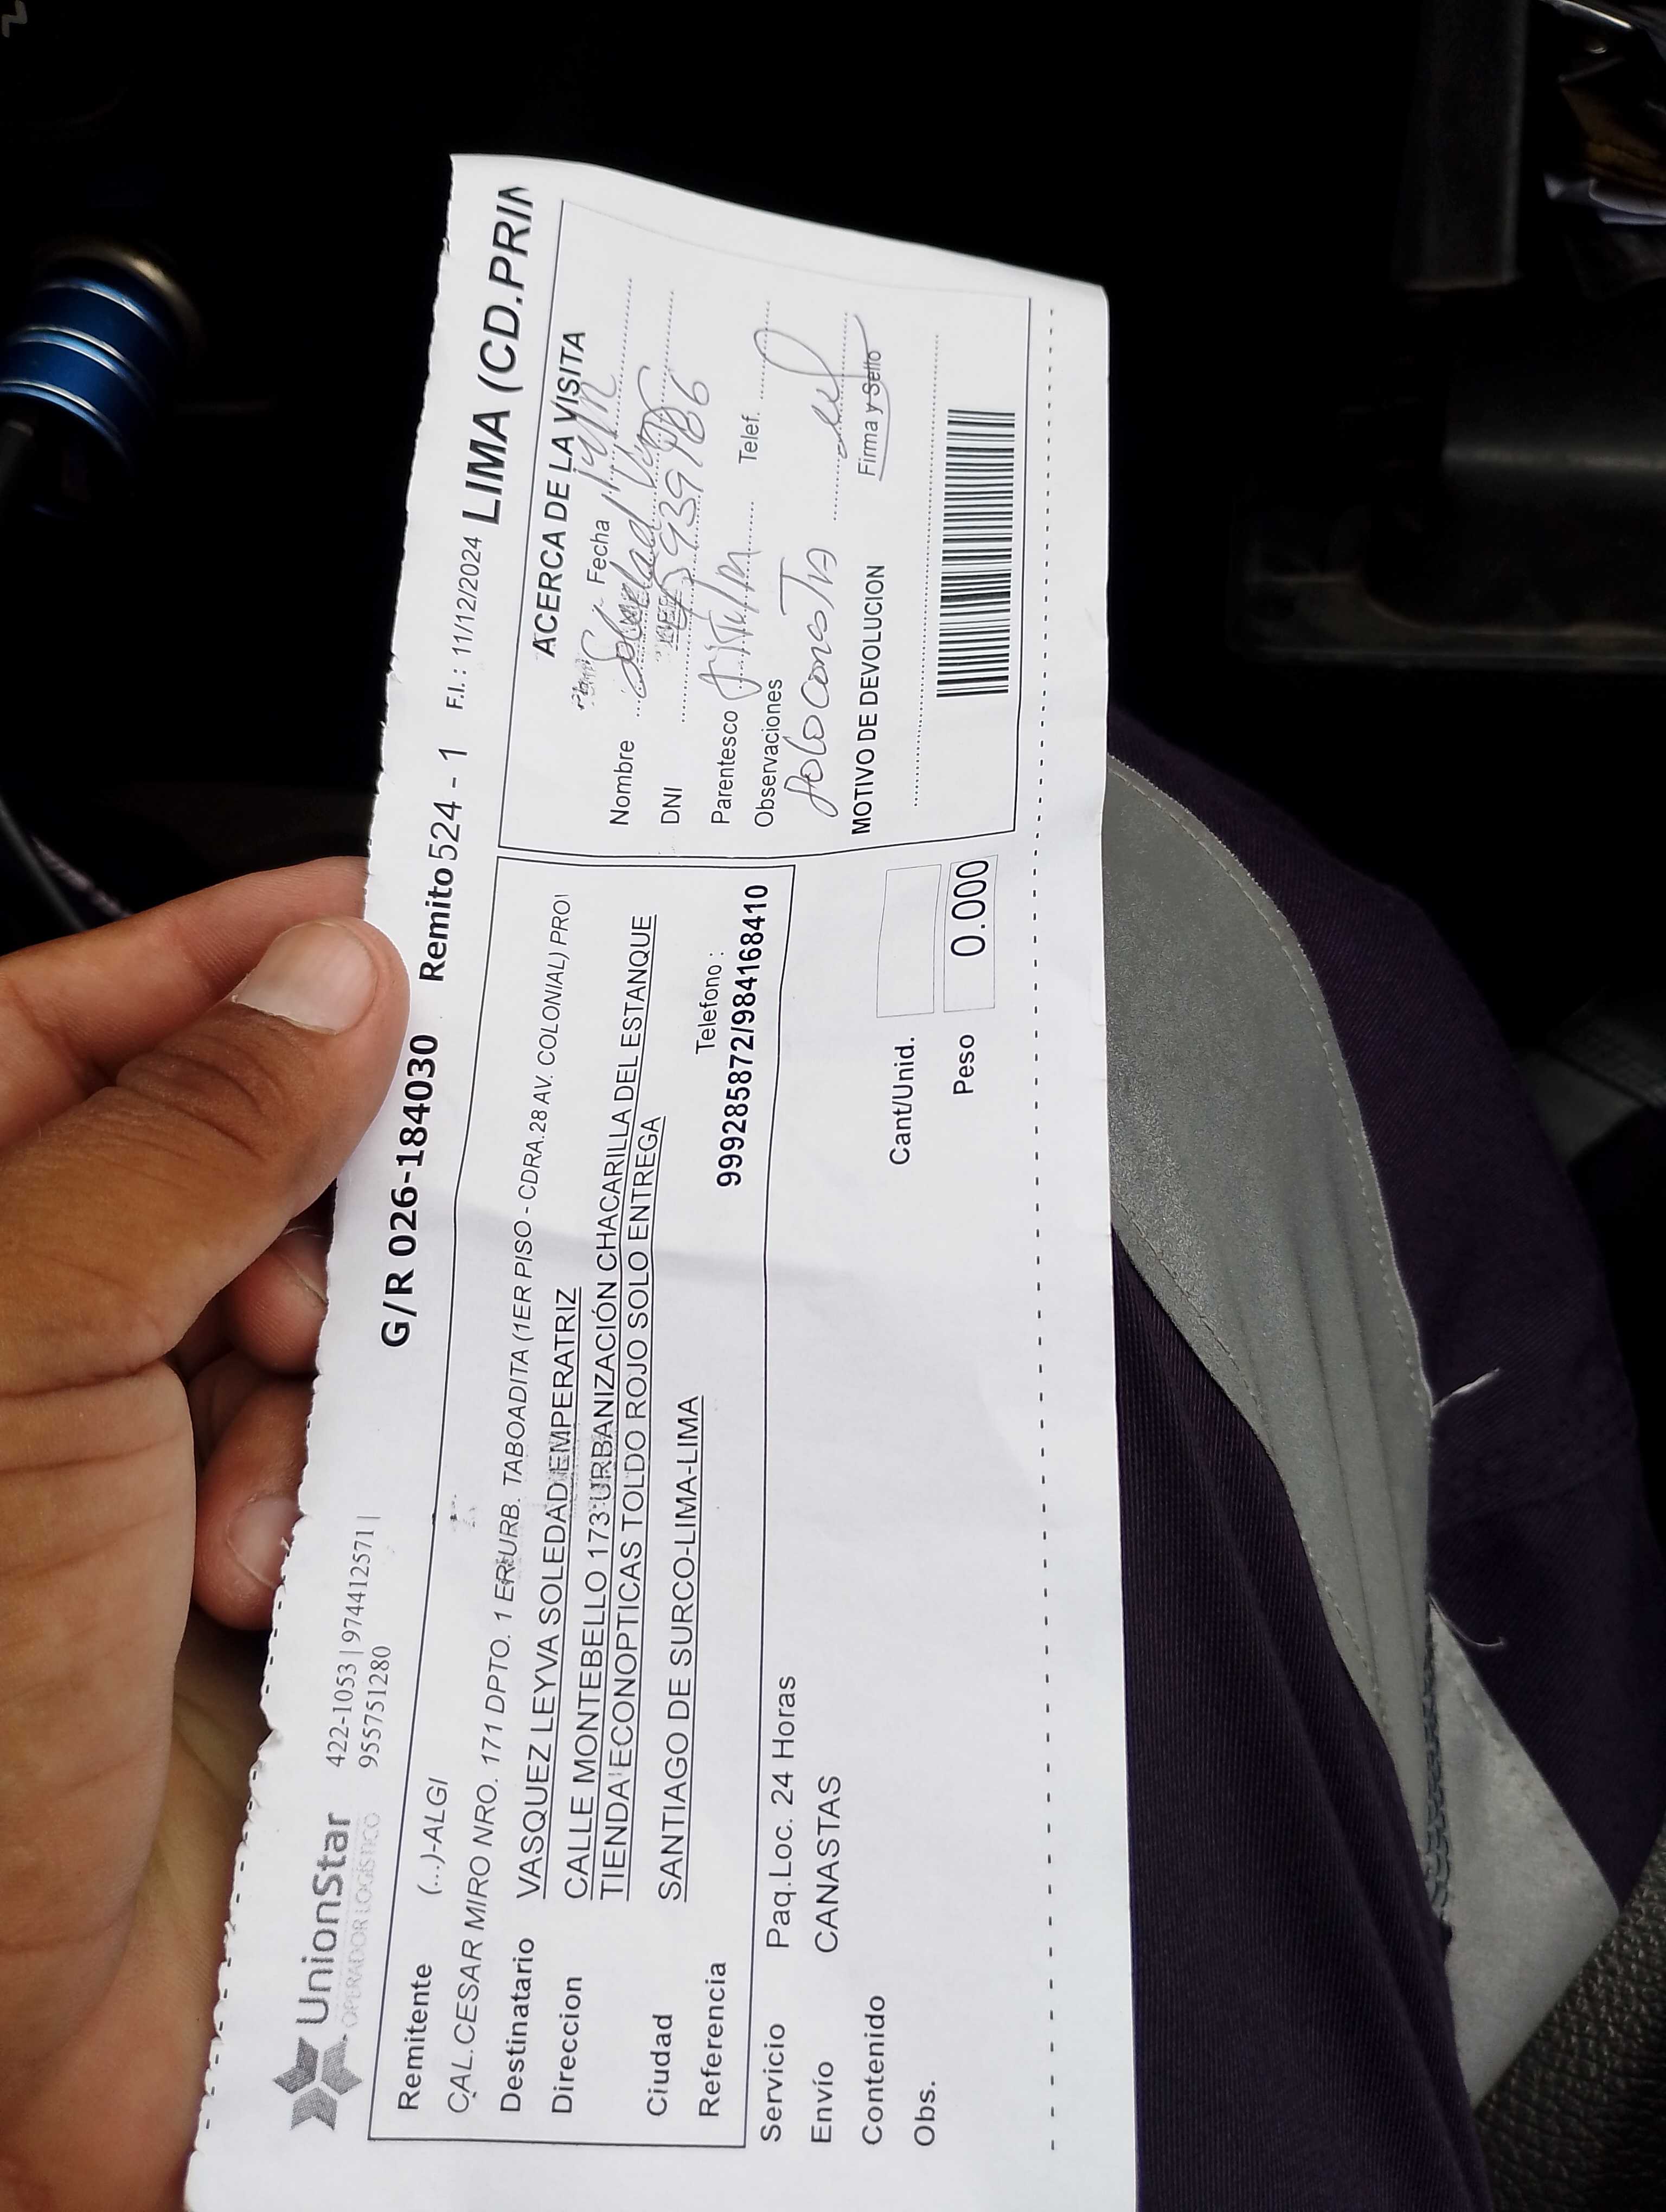 UnionStar
OPERADOR LOGÍSTICO
422-1053 | 974412571 |
955751280
G/R 026-184030 Remito 524 - 1 F.I.: 11/12/2024 LIMA (CD.PRIN
Remitente (...)-ALGI
CAL.CESAR MIRO NRO. 171 DPTO. 1 ER URB. TABOADITA (1ER PISO - CDRA.28 AV. COLONIAL) PRO
Destinatario VASQUEZ LEYVA SOLEDAD EMPERATRIZ
Direccion CALLE MONTEBELLO 173 URBANIZACIÓN CHACARILLA DEL ESTANQUE
TIENDA ECONOPTICAS TOLDO ROJO SOLO ENTREGA
Ciudad SANTIAGO DE SURCO-LIMA-LIMA
Referencia
Telefono :
999285872/984168410
Servicio Paq.Loc. 24 Horas
Envío CANASTAS
Contenido
Obs.
Cant/Unid.
Peso 0.000
ACERCA DE LA VISITA
Fecha
Nombre Soledad
DNI
Parentesco Telef.
Observaciones
Firma y Sello
MOTIVO DE DEVOLUCION